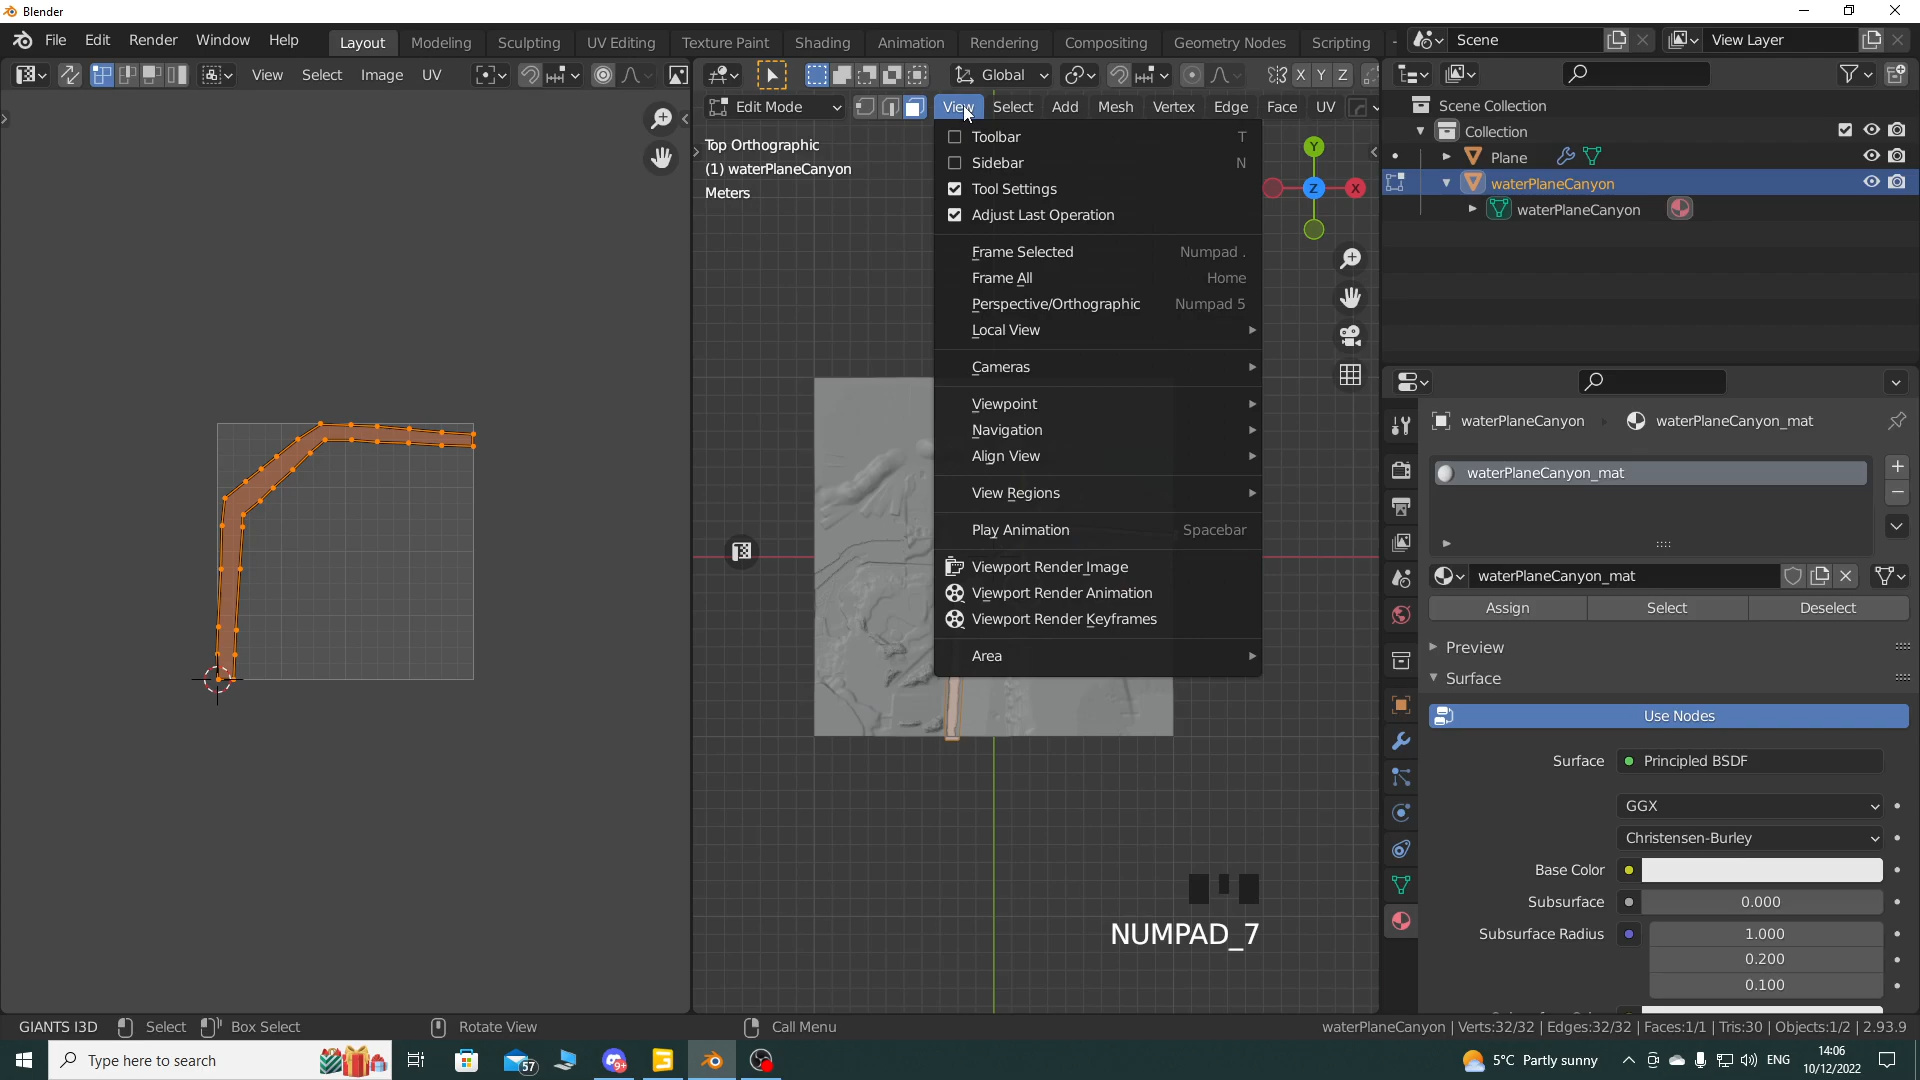 Blender
File Edit Render Window Help Layout Modeling Sculpting UV Editing Texture Paint Shading Animation Rendering Compositing Geometry Nodes Scripting Scene View Layer
View Select Image UV Global X Y Z
Edit Mode View Select Add Mesh Vertex Edge Face UV
Top Orthographic
(1) waterPlaneCanyon
Meters
Toolbar T
Sidebar N
Tool Settings
Adjust Last Operation
Frame Selected Numpad .
Frame All Home
Perspective/Orthographic Numpad 5
Local View
Cameras
Viewpoint
Navigation
Align View
View Regions
Play Animation Spacebar
Viewport Render Image
Viewport Render Animation
Viewport Render Keyframes
Area
Y
Z X
NUMPAD_7
Scene Collection
Collection
Plane
waterPlaneCanyon
waterPlaneCanyon
waterPlaneCanyon waterPlaneCanyon_mat
waterPlaneCanyon_mat
waterPlaneCanyon_mat
Assign Select Deselect
Preview
Surface
Use Nodes
Surface Principled BSDF
GGX
Christensen-Burley
Base Color
Subsurface 0.000
Subsurface Radius 1.000
0.200
0.100
GIANTS I3D Select Box Select Rotate View Call Menu waterPlaneCanyon | Verts:32/32 | Edges:32/32 | Faces:1/1 | Tris:30 | Objects:1/2 | 2.93.9
Type here to search 57 9+ 5°C Partly sunny ENG 14:06
10/12/2022